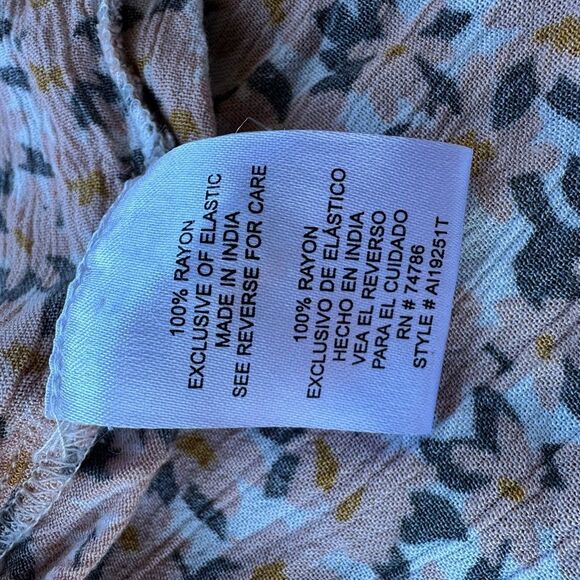 100% RAYON
EXCLUSIVE OF ELASTIC
MADE IN INDIA
SEE REVERSE FOR CARE
100% RAYON
EXCLUSIVO DE ELÁSTICO
HECHO EN INDIA
VEA EL REVERSO
PARA EL CUIDADO
RN # 74786
STYLE # AI19251T